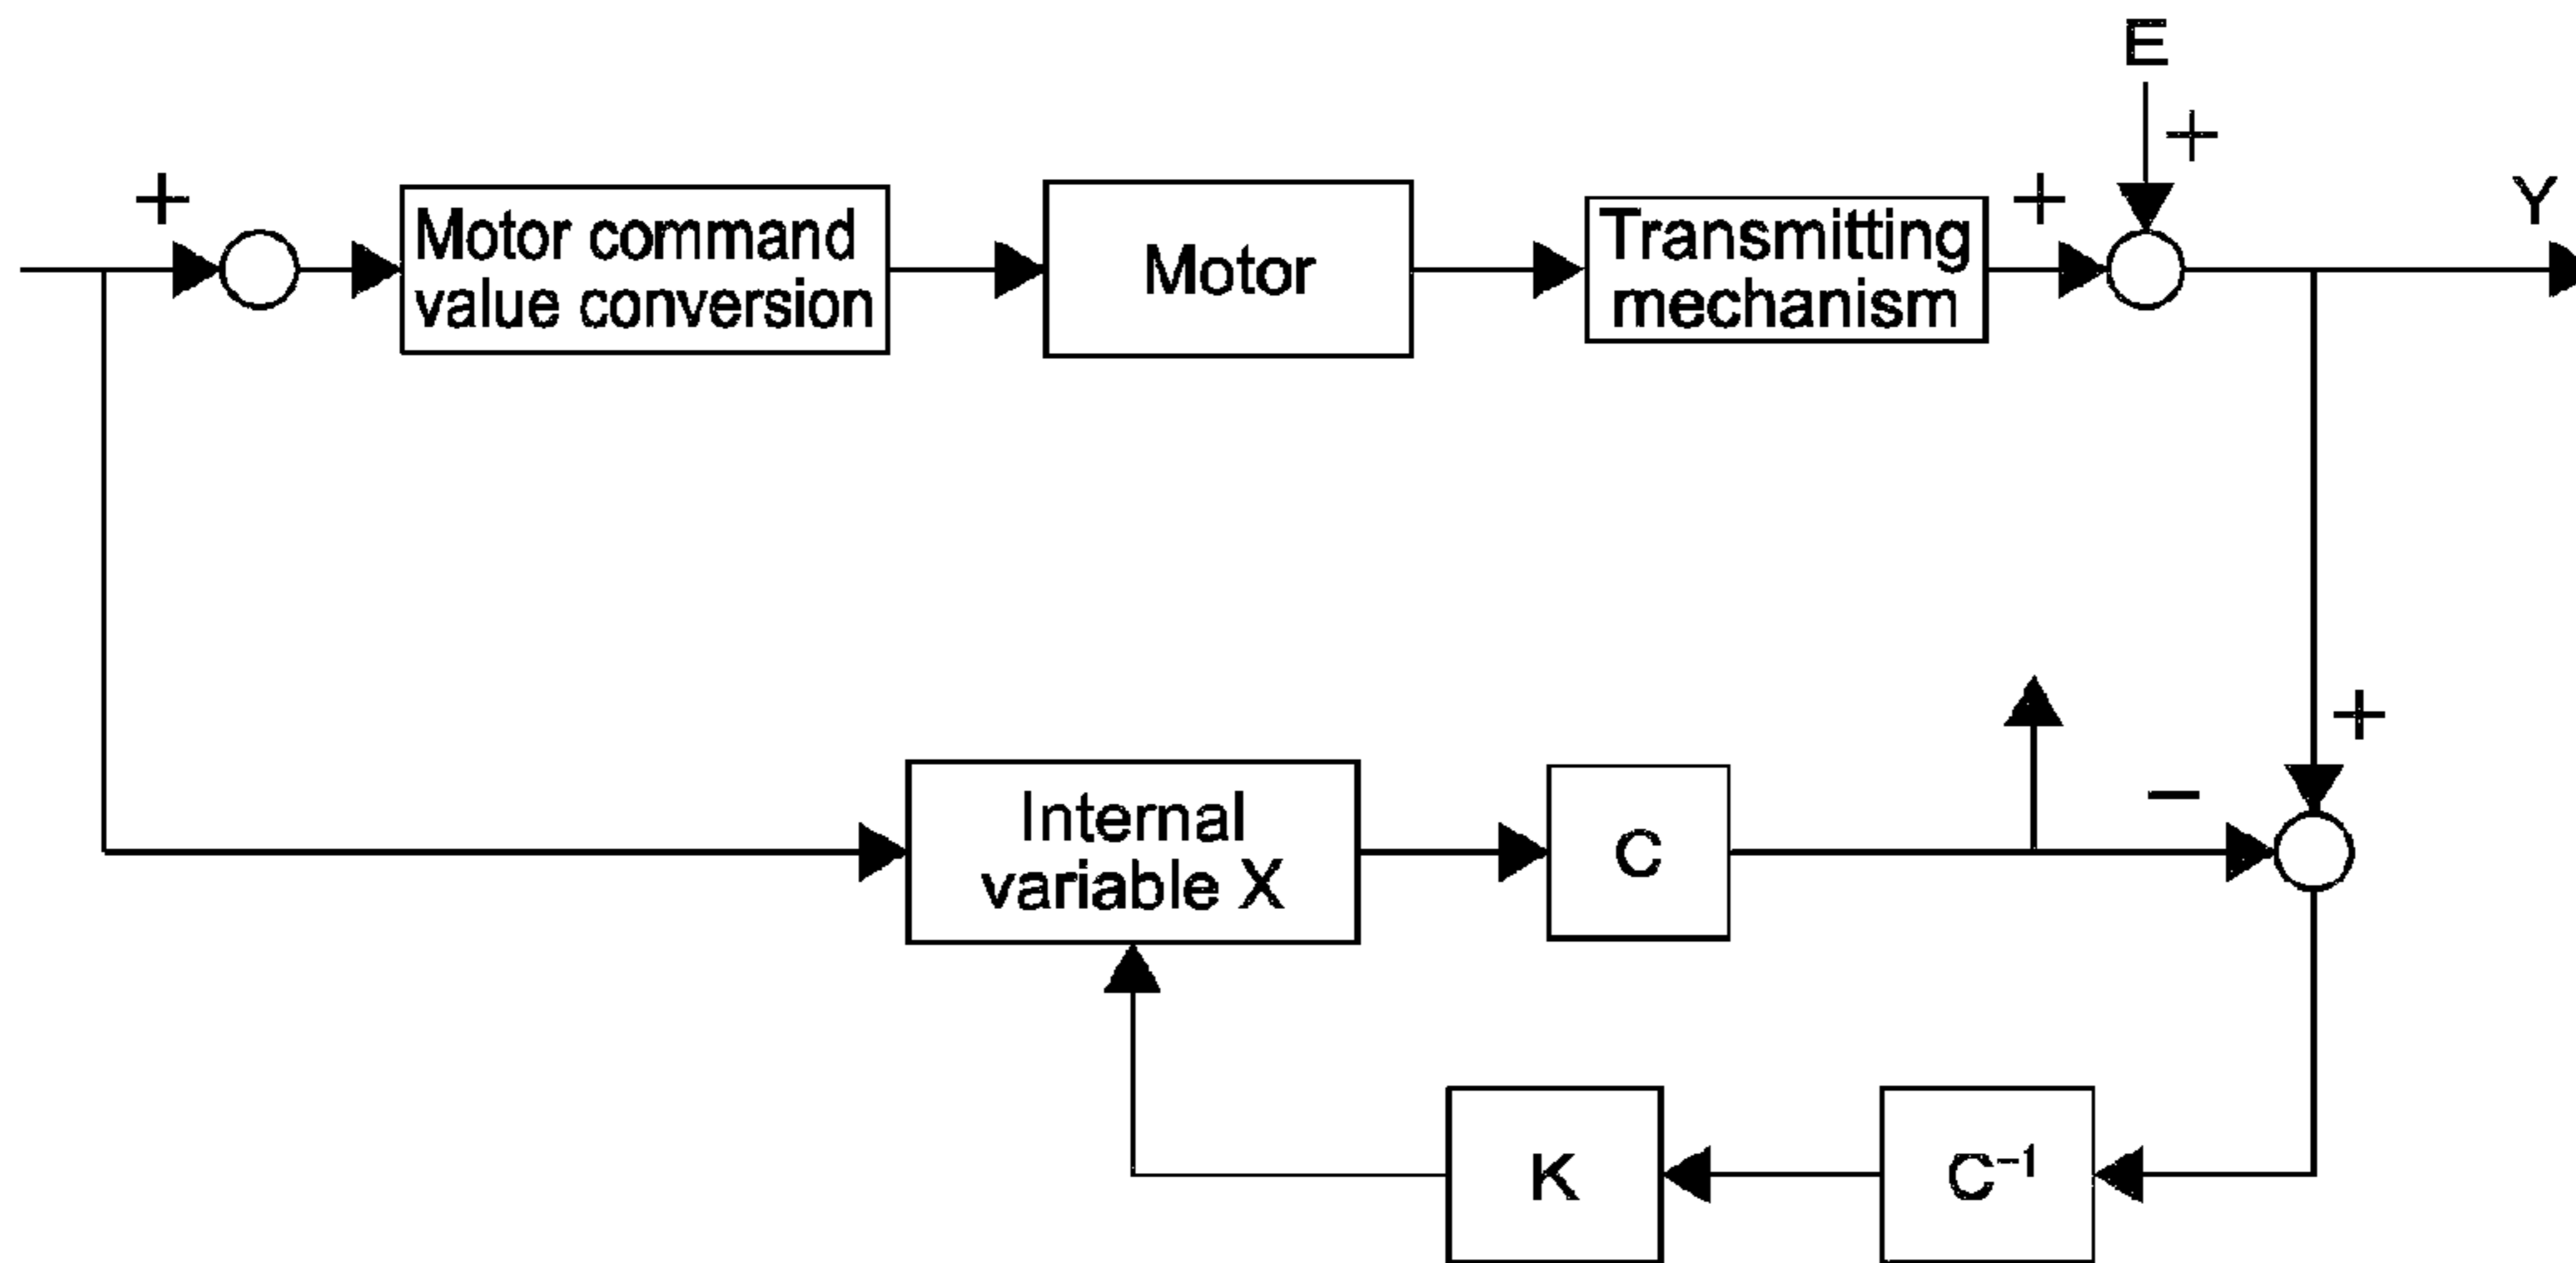 E
+
+
+
Y
Motor command
value conversion
Motor
Transmitting
mechanism
+
−
Internal
variable X
C
K
C⁻¹